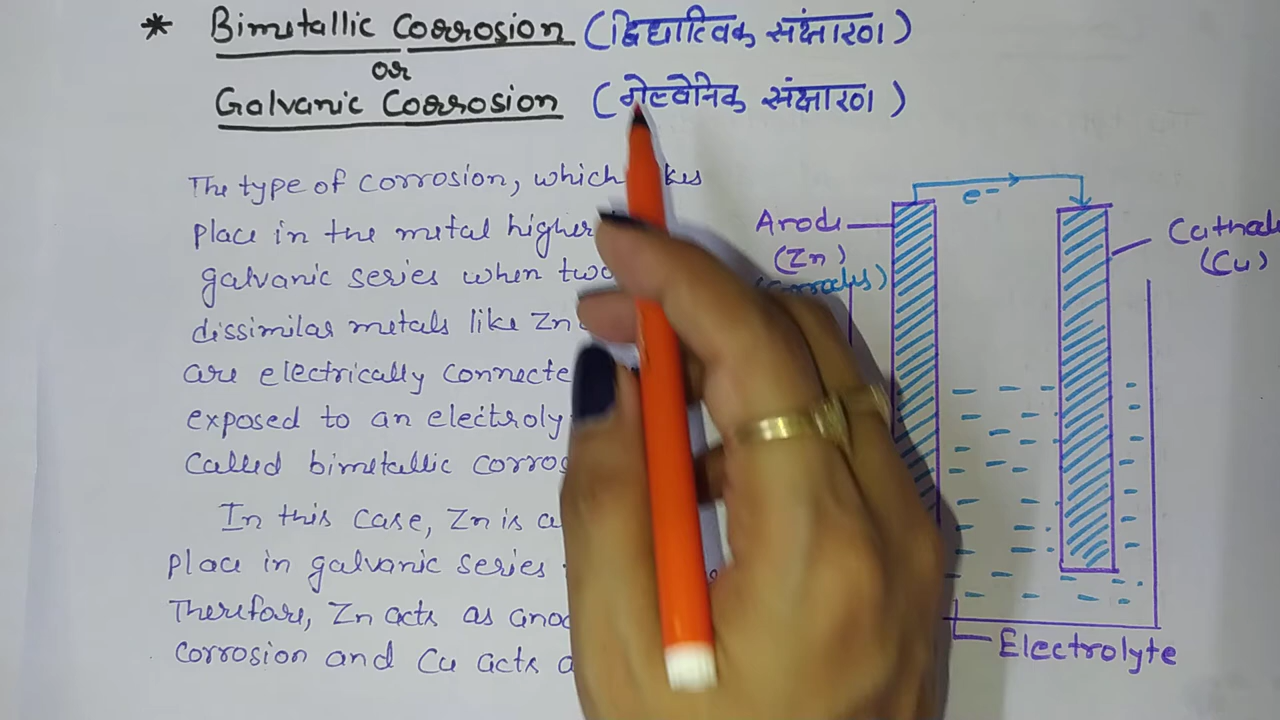 * Bimetallic Corrosion (द्विधात्विक संक्षारण)
or
Galvanic Corrosion (गेल्वेनिक संक्षारण)
The type of corrosion, which
place in the metal higher
galvanic series when two
dissimilar metals like Zn
are electrically connecte
exposed to an electroly
called bimetallic corros
In this case, Zn is a
place in galvanic series
Therefore, Zn acts as anod
corrosion and Cu acts a
e-
Anode
(Zn)
(Corrodes)
Cathode
(Cu)
Electrolyte